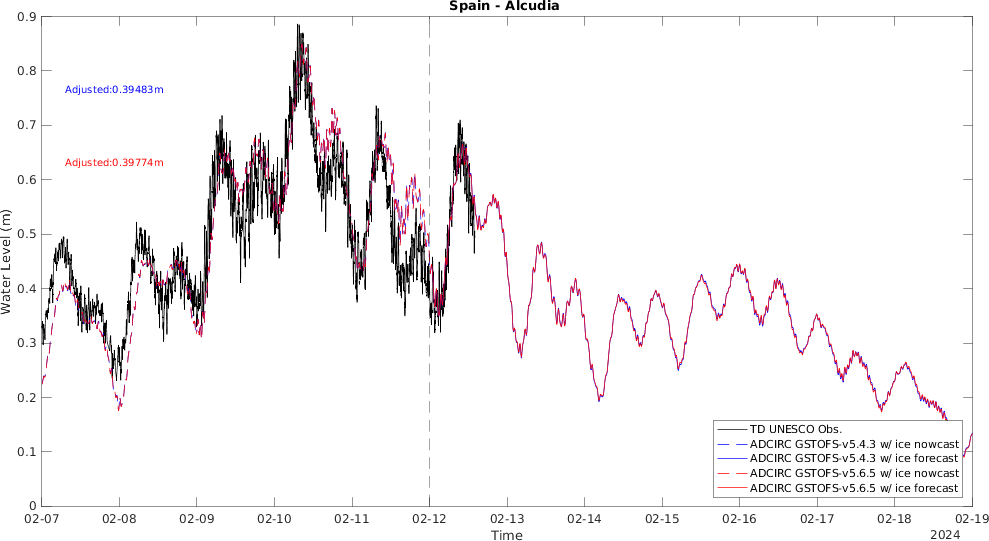 Spain - Alcudia
Water Level (m)
0.9
0.8
0.7
0.6
0.5
0.4
0.3
0.2
0.1
0
Adjusted:0.39483m
Adjusted:0.39774m
TD UNESCO Obs.
ADCIRC GSTOFS-v5.4.3 w/ ice nowcast
ADCIRC GSTOFS-v5.4.3 w/ ice forecast
ADCIRC GSTOFS-v5.6.5 w/ ice nowcast
ADCIRC GSTOFS-v5.6.5 w/ ice forecast
02-07 02-08 02-09 02-10 02-11 02-12 02-13 02-14 02-15 02-16 02-17 02-18 02-19
Time
2024